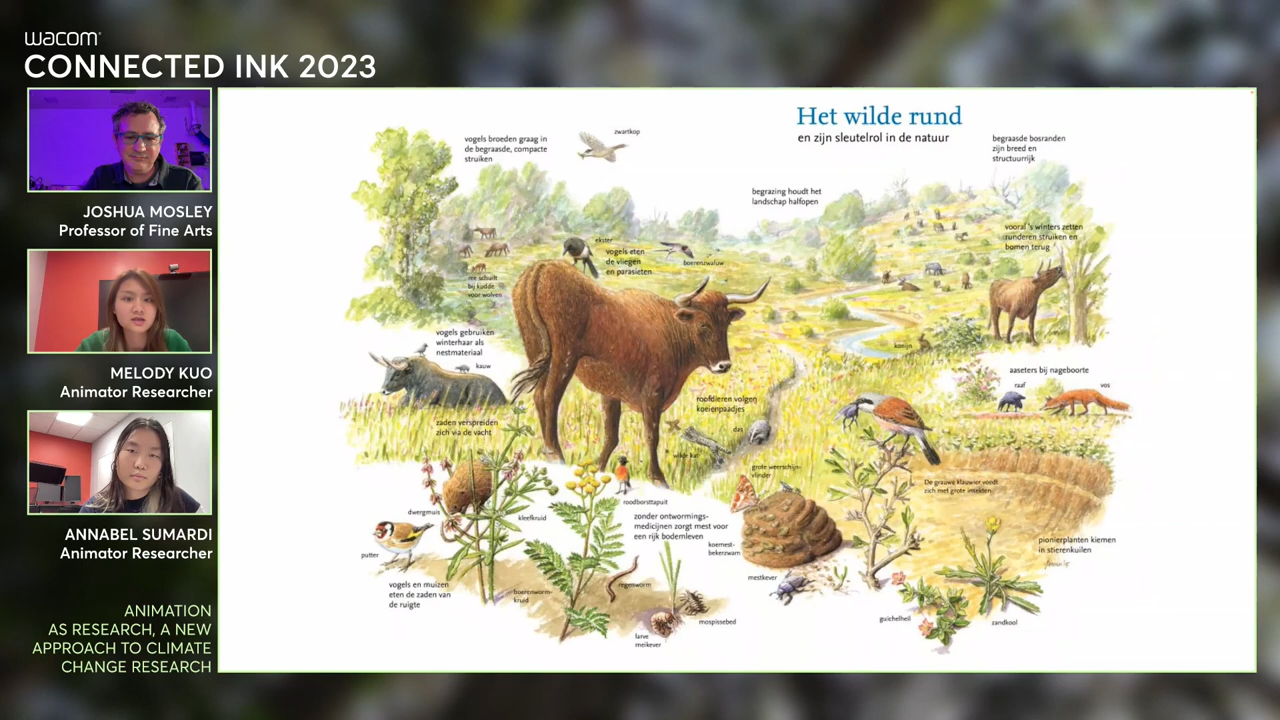 wacom
CONNECTED INK 2023
JOSHUA MOSLEY
Professor of Fine Arts
MELODY KUO
Animator Researcher
ANNABEL SUMARDI
Animator Researcher
ANIMATION
AS RESEARCH, A NEW
APPROACH TO CLIMATE
CHANGE RESEARCH
Het wilde rund
en zijn sleutelrol in de natuur
vogels broeden graag in
de begraasde, compacte
struiken
zwartkop
begraasde bosranden
zijn breed en
structuurrijk
begrazing houdt het
landschap halfopen
vooral 's winters zetten
runderen struiken en
bomen terug
ekster
vogels eten
de vliegen
en parasieten
boerenzwaluw
ree schuilt
bij kudde
voor wolven
vogels gebruiken
winterhaar als
nestmateriaal
kauw
konijn
aaseters bij nageboorte
raaf
vos
roofdieren volgen
koeienpaadjes
das
wilde kat
zaden verspreiden
zich via de vacht
grote weerschijn-
vlinder
De grauwe klauwier voedt
zich met grote insekten
dwergmuis
kleefkruid
roodborsttapuit
zonder ontwormings-
medicijnen zorgt mest voor
een rijk bodemleven
koemest-
bekerzwam
pionierplanten kiemen
in stierenkuilen
putter
vogels en muizen
eten de zaden van
de ruigte
boerenworm-
kruid
regenworm
mestkever
mospissebed
larve
meikever
guichelheil
zandkool